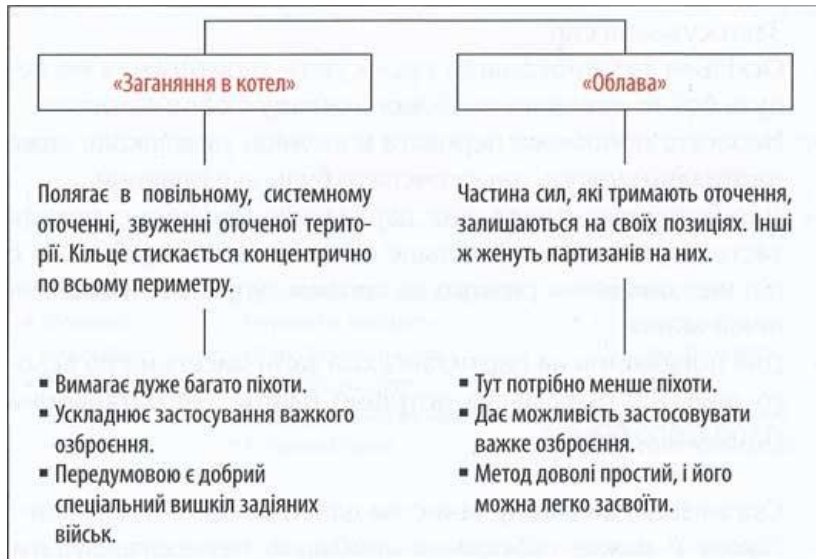 «Заганяння в котел»
Полягає в повільному, системному
оточенні, звуженні оточеної терито-
рії. Кільце стискається концентрично
по всьому периметру.
▪ Вимагає дуже багато піхоти.
▪ Ускладнює застосування важкого
озброєння.
▪ Передумовою є добрий
спеціальний вишкіл задіяних
військ.
«Облава»
Частина сил, які тримають оточення,
залишаються на своїх позиціях. Інші
ж женуть партизанів на них.
▪ Тут потрібно менше піхоти.
▪ Дає можливість застосовувати
важке озброєння.
▪ Метод доволі простий, і його
можна легко засвоїти.